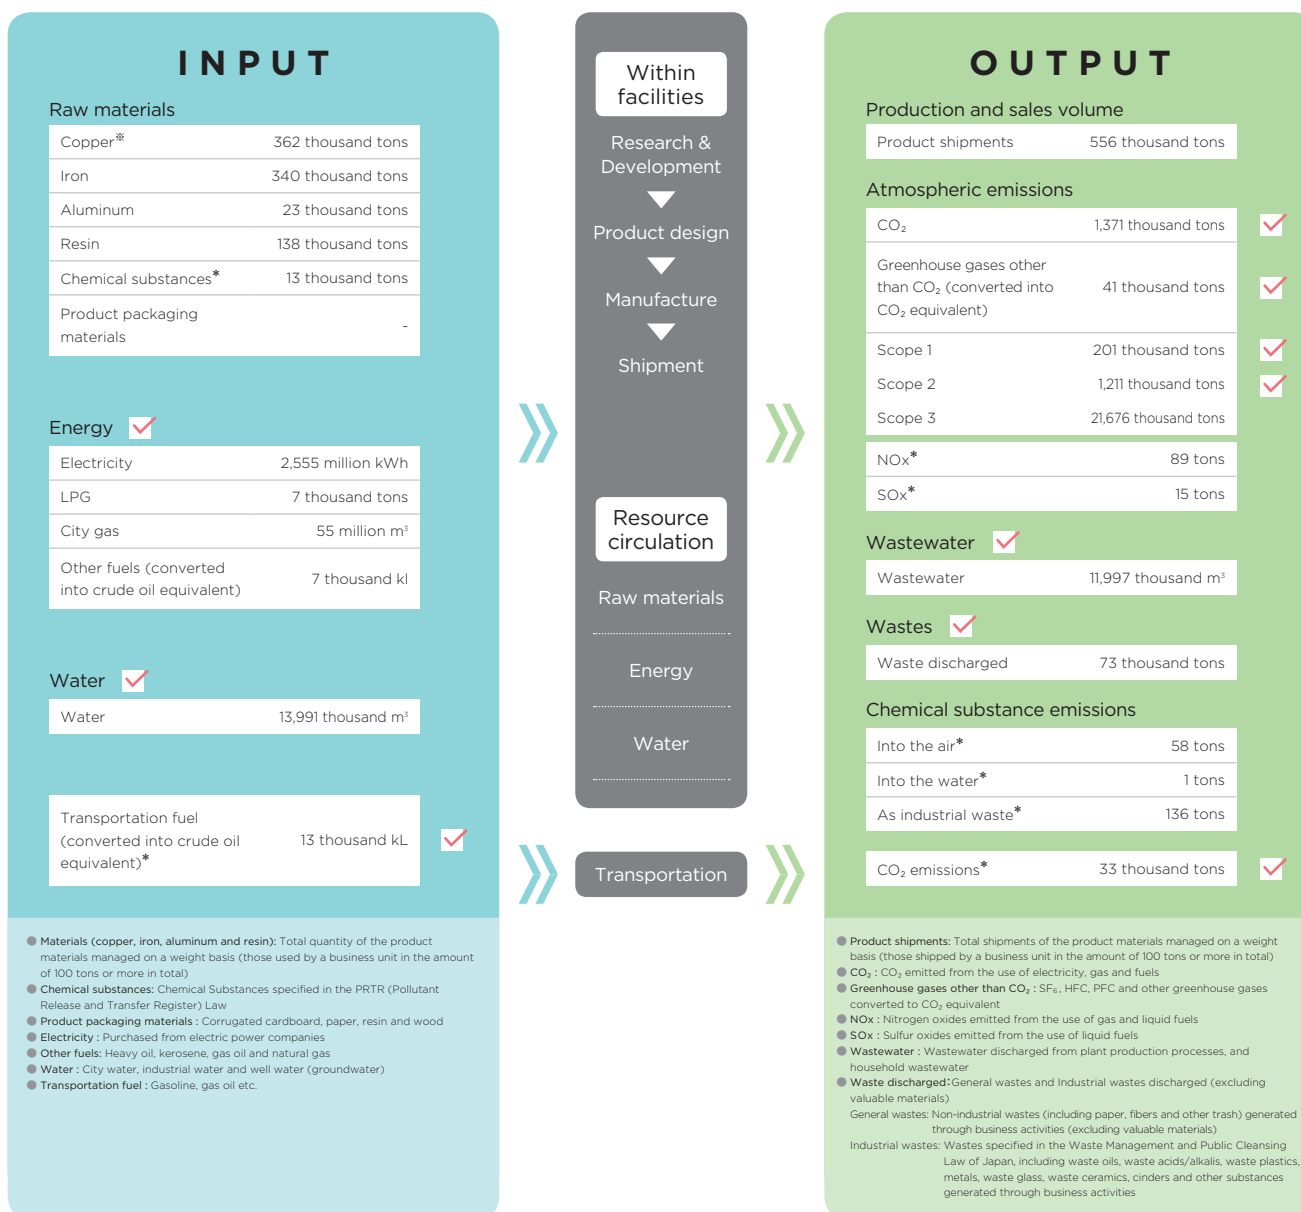 INPUT
Raw materials
Copper※ 362 thousand tons
Iron 340 thousand tons
Aluminum 23 thousand tons
Resin 138 thousand tons
Chemical substances* 13 thousand tons
Product packaging
materials -
Energy
Electricity 2,555 million kWh
LPG 7 thousand tons
City gas 55 million m³
Other fuels (converted
into crude oil equivalent) 7 thousand kl
Water
Water 13,991 thousand m³
Transportation fuel
(converted into crude oil 13 thousand kL
equivalent)*
● Materials (copper, iron, aluminum and resin): Total quantity of the product
materials managed on a weight basis (those used by a business unit in the amount
of 100 tons or more in total)
● Chemical substances: Chemical Substances specified in the PRTR (Pollutant
Release and Transfer Register) Law
● Product packaging materials : Corrugated cardboard, paper, resin and wood
● Electricity : Purchased from electric power companies
● Other fuels: Heavy oil, kerosene, gas oil and natural gas
● Water : City water, industrial water and well water (groundwater)
● Transportation fuel : Gasoline, gas oil etc.
Within
facilities
Research &
Development
Product design
Manufacture
Shipment
Resource
circulation
Raw materials
Energy
Water
Transportation
OUTPUT
Production and sales volume
Product shipments 556 thousand tons
Atmospheric emissions
CO₂ 1,371 thousand tons
Greenhouse gases other
than CO₂ (converted into 41 thousand tons
CO₂ equivalent)
Scope 1 201 thousand tons
Scope 2 1,211 thousand tons
Scope 3 21,676 thousand tons
NOx* 89 tons
SOx* 15 tons
Wastewater
Wastewater 11,997 thousand m³
Wastes
Waste discharged 73 thousand tons
Chemical substance emissions
Into the air* 58 tons
Into the water* 1 tons
As industrial waste* 136 tons
CO₂ emissions* 33 thousand tons
● Product shipments: Total shipments of the product materials managed on a weight
basis (those shipped by a business unit in the amount of 100 tons or more in total)
● CO₂ : CO₂ emitted from the use of electricity, gas and fuels
● Greenhouse gases other than CO₂ : SF₆, HFC, PFC and other greenhouse gases
converted to CO₂ equivalent
● NOx : Nitrogen oxides emitted from the use of gas and liquid fuels
● SOx : Sulfur oxides emitted from the use of liquid fuels
● Wastewater : Wastewater discharged from plant production processes, and
household wastewater
● Waste discharged:General wastes and Industrial wastes discharged (excluding
valuable materials)
General wastes: Non-industrial wastes (including paper, fibers and other trash) generated
through business activities (excluding valuable materials)
Industrial wastes: Wastes specified in the Waste Management and Public Cleansing
Law of Japan, including waste oils, waste acids/alkalis, waste plastics,
metals, waste glass, waste ceramics, cinders and other substances
generated through business activities